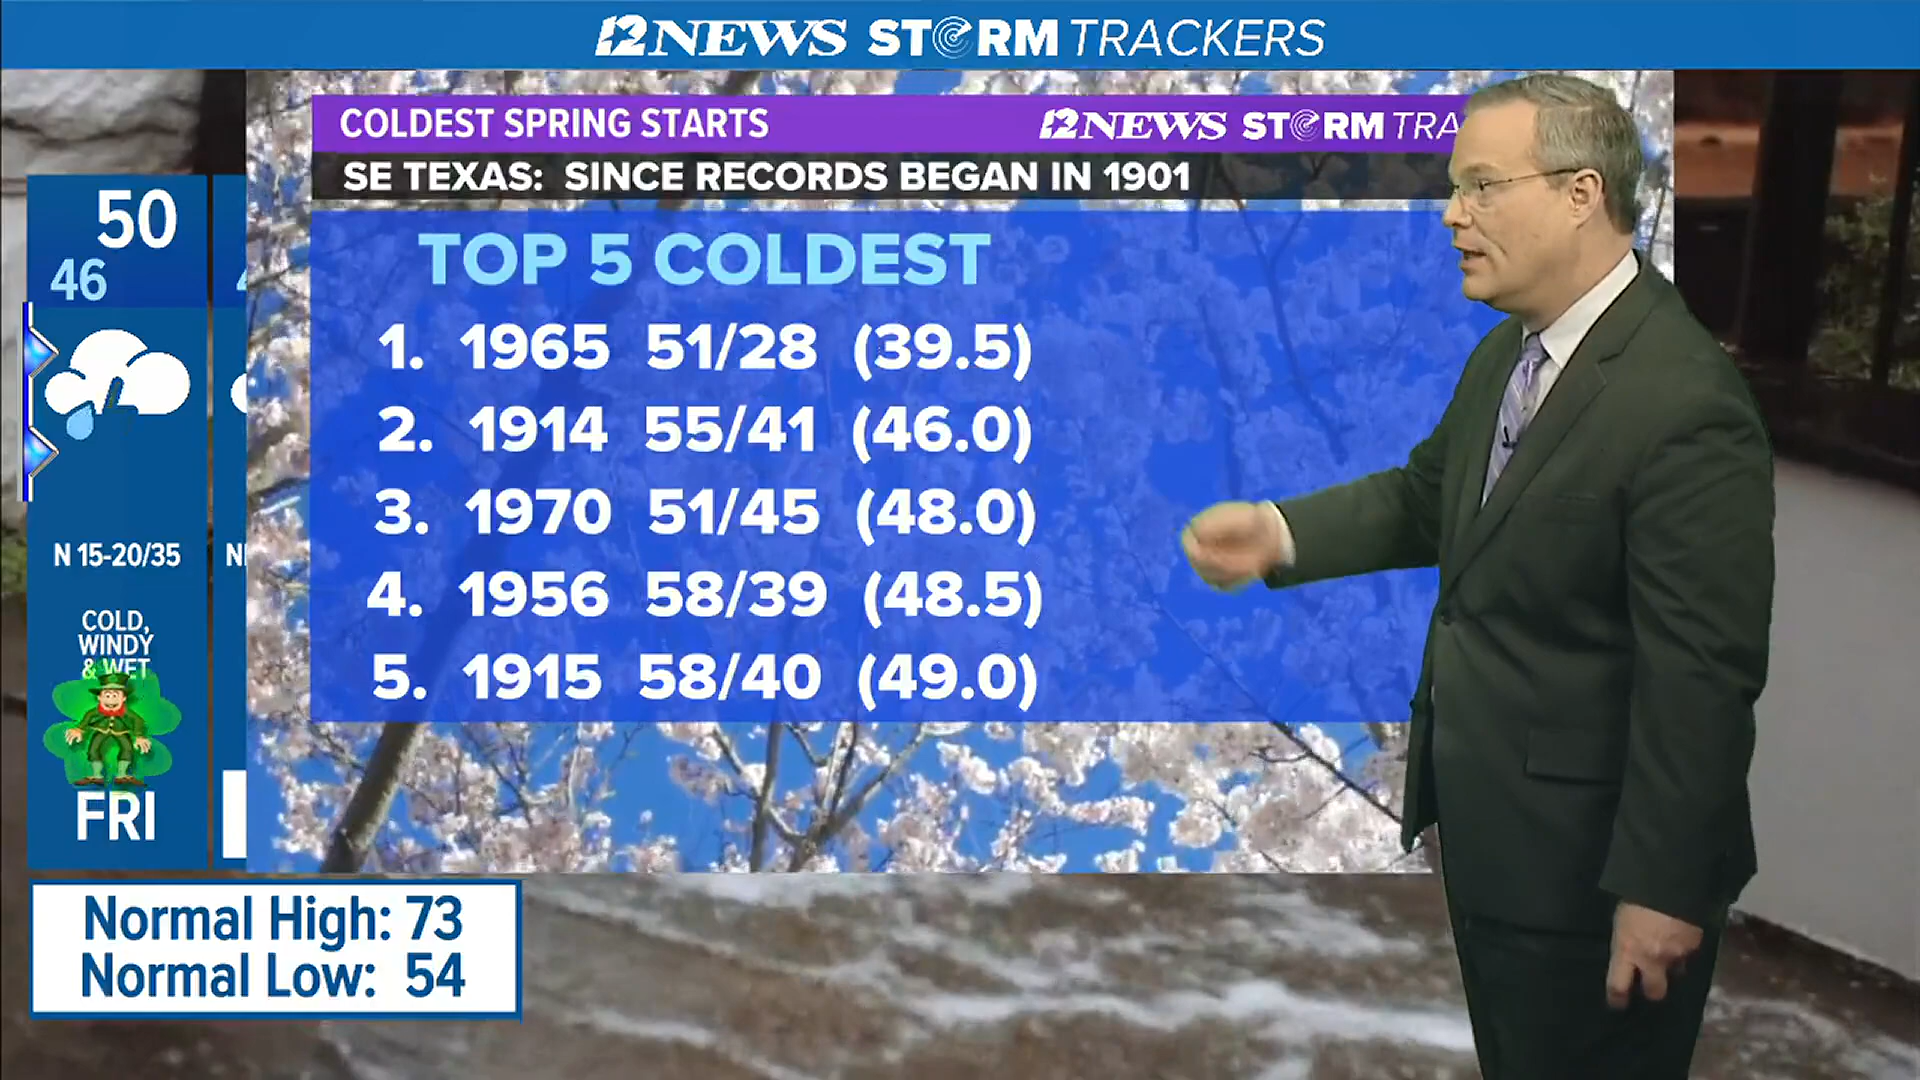 12NEWS STORM TRACKERS
COLDEST SPRING STARTS
12NEWS STORM TRA
SE TEXAS: SINCE RECORDS BEGAN IN 1901
TOP 5 COLDEST
1. 1965 51/28 (39.5)
2. 1914 55/41 (46.0)
3. 1970 51/45 (48.0)
4. 1956 58/39 (48.5)
5. 1915 58/40 (49.0)
50
46
N 15-20/35
COLD,
WINDY
& WET
FRI
Normal High: 73
Normal Low: 54